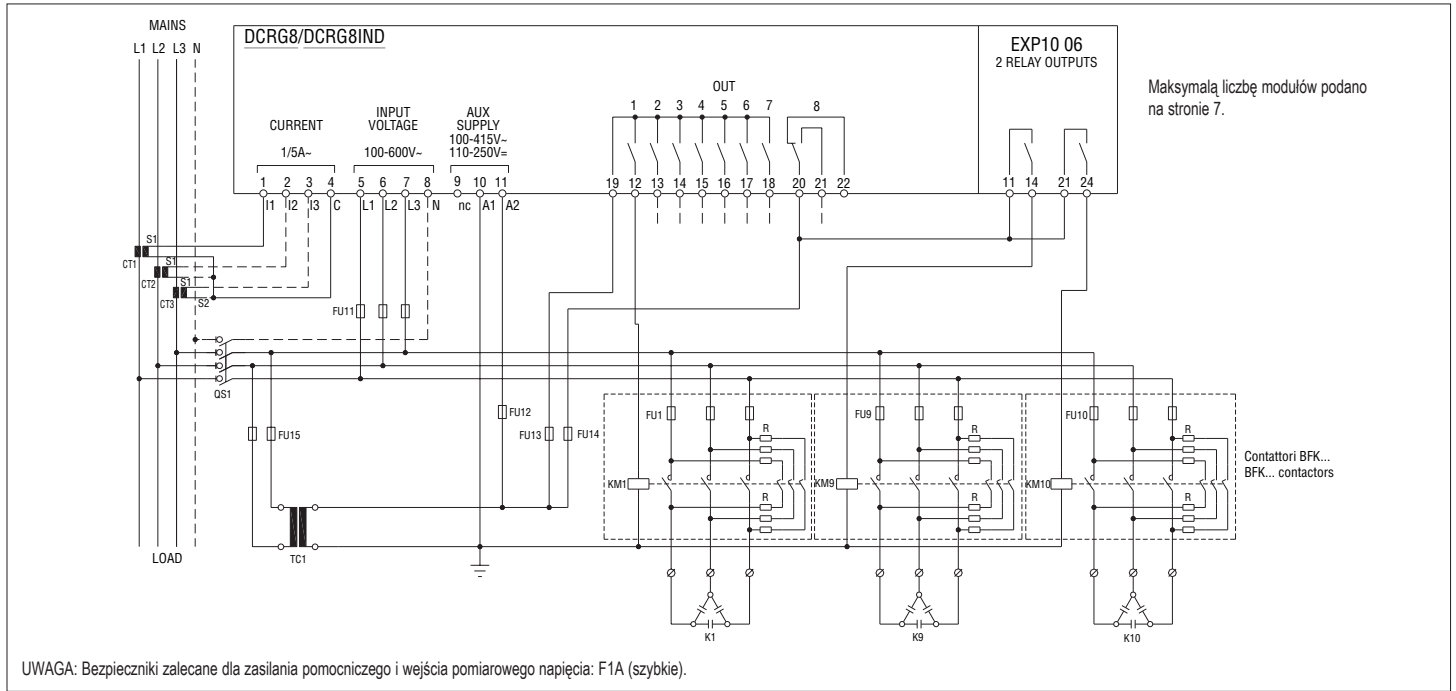 MAINS
L1 L2 L3 N
DCRG8/DCRG8IND
EXP10 06
2 RELAY OUTPUTS
Maksymalą liczbę modułów podano
na stronie 7.
OUT
1 2 3 4 5 6 7 8
CURRENT
1/5A~
INPUT
VOLTAGE
100-600V~
AUX
SUPPLY
100-415V~
110-250V=
1 2 3 4 5 6 7 8 9 10 11 19 12 13 14 15 16 17 18 20 21 22 11 14 21 24
I1 I2 I3 C L1 L2 L3 N nc A1 A2
S1
CT1
S1
CT2
S1
CT3 S2
FU11
QS1
FU12
FU15 FU13 FU14
FU1 FU9 FU10
R R R
Contattori BFK...
BFK... contactors
KM1 KM9 KM10
R R R
LOAD
TC1
K1 K9 K10
UWAGA: Bezpieczniki zalecane dla zasilania pomocniczego i wejścia pomiarowego napięcia: F1A (szybkie).